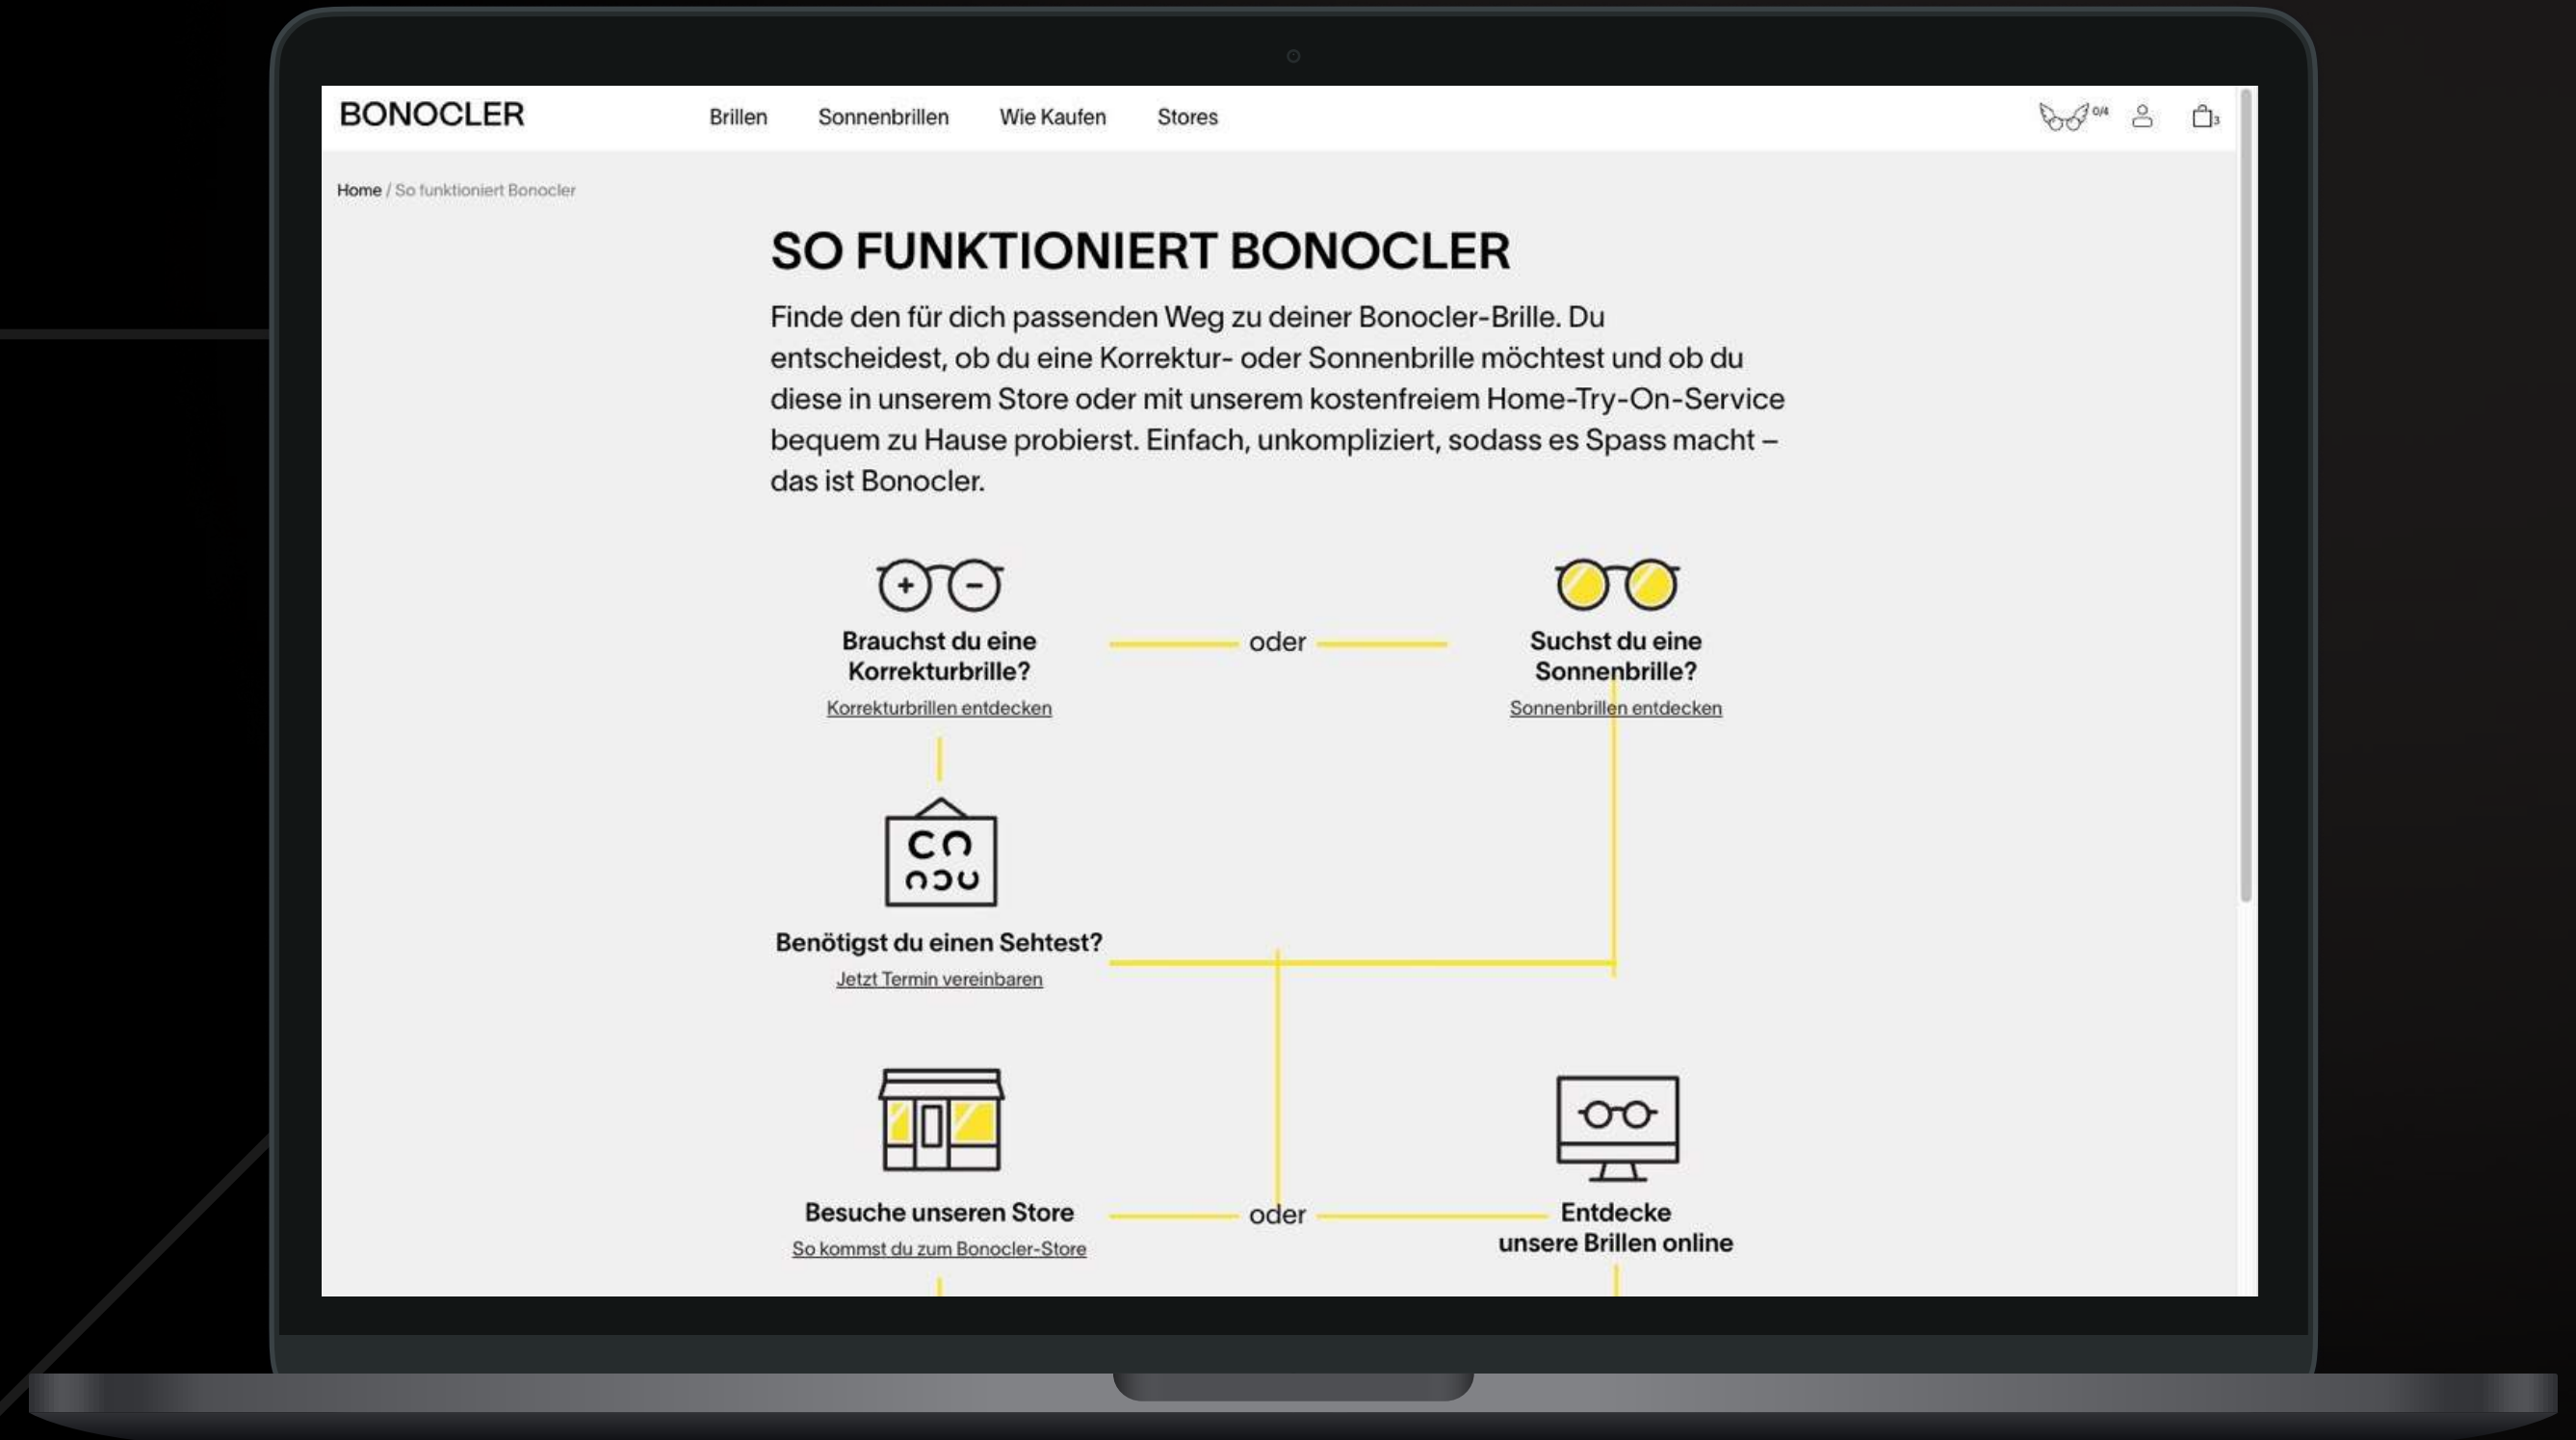 BONOCLER
Brillen
Sonnenbrillen
Wie Kaufen
Stores
0/4
3
Home / So funktioniert Bonocler
SO FUNKTIONIERT BONOCLER
Finde den für dich passenden Weg zu deiner Bonocler-Brille. Du
entscheidest, ob du eine Korrektur- oder Sonnenbrille möchtest und ob du
diese in unserem Store oder mit unserem kostenfreiem Home-Try-On-Service
bequem zu Hause probierst. Einfach, unkompliziert, sodass es Spass macht –
das ist Bonocler.
Brauchst du eine
Korrekturbrille?
Korrekturbrillen entdecken
oder
Suchst du eine
Sonnenbrille?
Sonnenbrillen entdecken
Benötigst du einen Sehtest?
Jetzt Termin vereinbaren
Besuche unseren Store
So kommst du zum Bonocler-Store
oder
Entdecke
unsere Brillen online